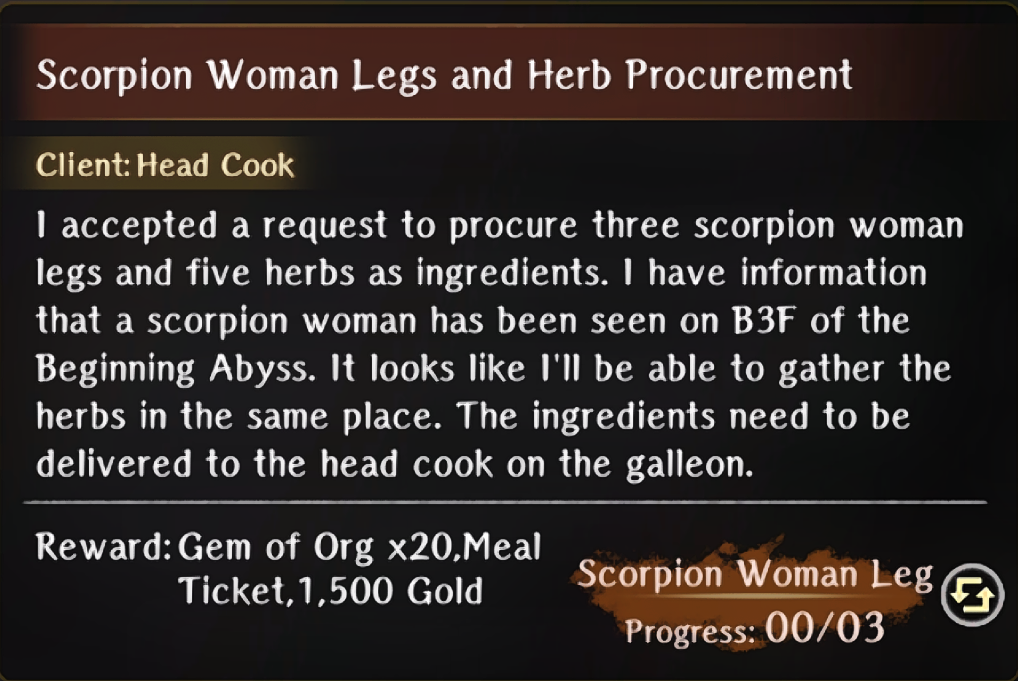 Scorpion Woman Legs and Herb Procurement
Client: Head Cook
I accepted a request to procure three scorpion woman
legs and five herbs as ingredients. I have information
that a scorpion woman has been seen on B3F of the
Beginning Abyss. It looks like I'll be able to gather the
herbs in the same place. The ingredients need to be
delivered to the head cook on the galleon.
Reward: Gem of Org x20,Meal
Ticket,1,500 Gold
Scorpion Woman Leg
Progress: 00/03